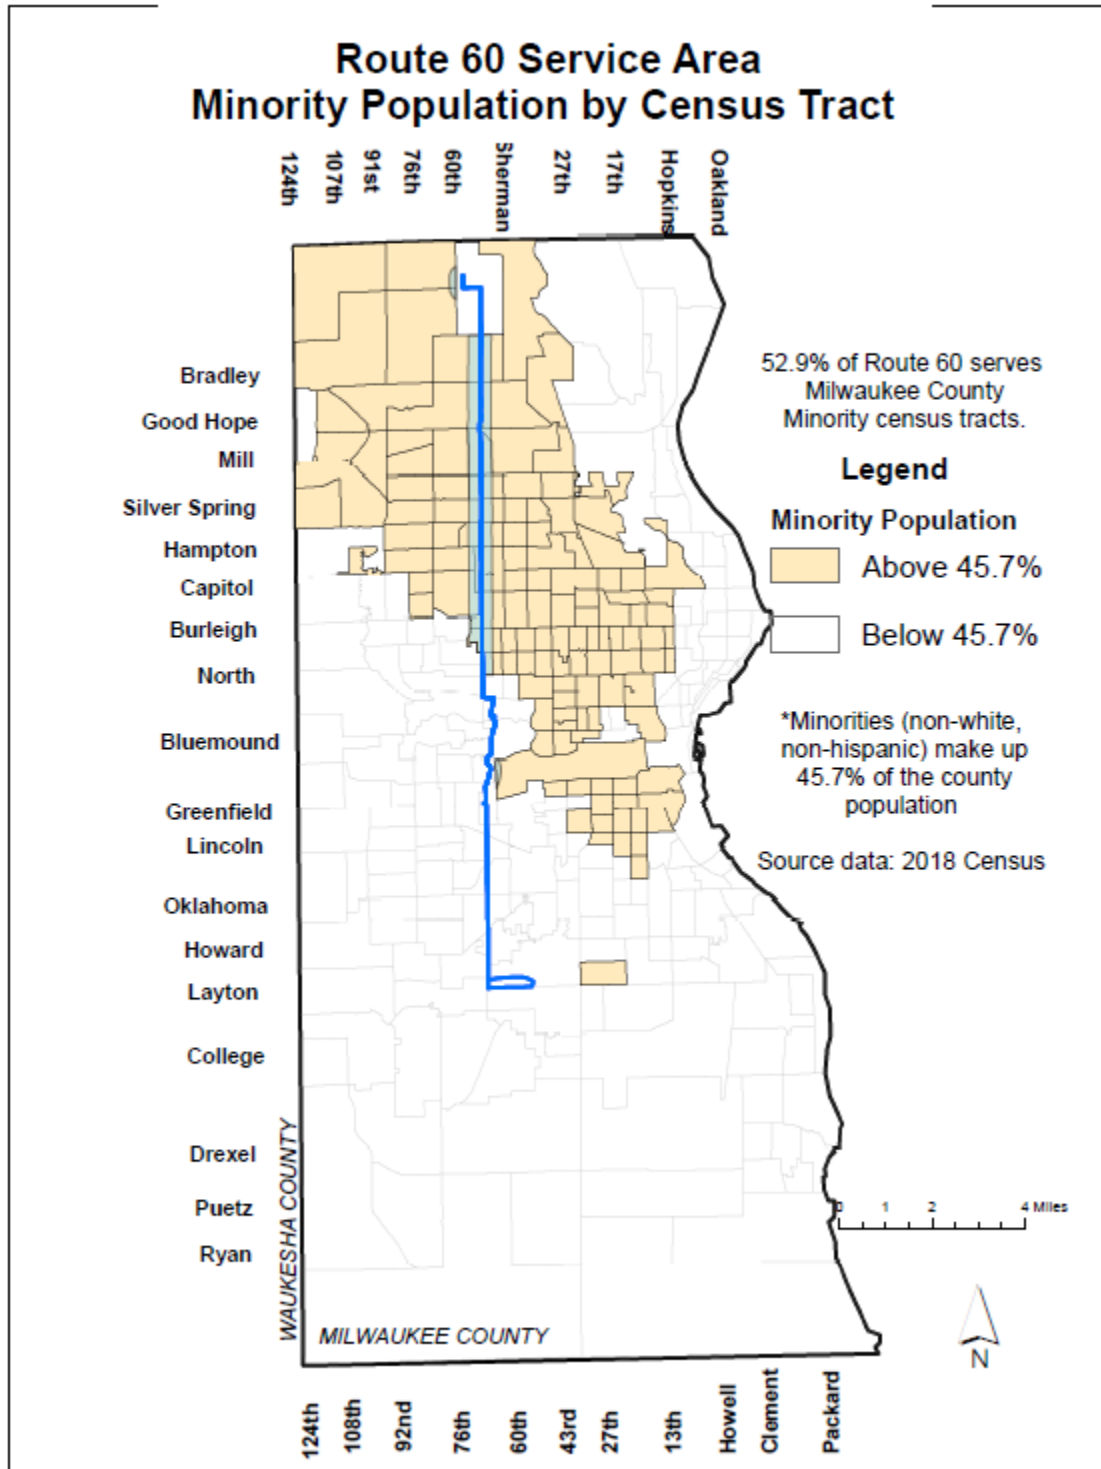 Route 60 Service Area
Minority Population by Census Tract
124th
107th
91st
76th
60th
Sherman
27th
17th
Hopkins
Oakland
Bradley
Good Hope
Mill
Silver Spring
Hampton
Capitol
Burleigh
North
Bluemound
Greenfield
Lincoln
Oklahoma
Howard
Layton
College
Drexel
Puetz
Ryan
52.9% of Route 60 serves
Milwaukee County
Minority census tracts.
Legend
Minority Population
Above 45.7%
Below 45.7%
*Minorities (non-white,
non-hispanic) make up
45.7% of the county
population
Source data: 2018 Census
0 1 2 4 Miles
N
WAUKESHA COUNTY
MILWAUKEE COUNTY
124th
108th
92nd
76th
60th
43rd
27th
13th
Howell
Clement
Packard